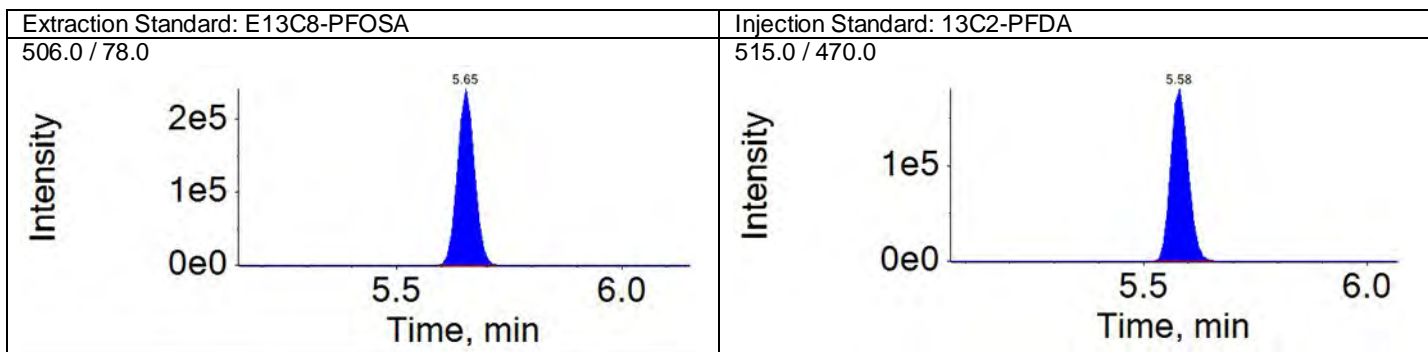 Extraction Standard: E13C8-PFOSA
506.0 / 78.0
5.65
2e5
1e5
0e0
Intensity
5.5
6.0
Time, min
Injection Standard: 13C2-PFDA
515.0 / 470.0
5.58
1e5
0e0
Intensity
5.5
6.0
Time, min